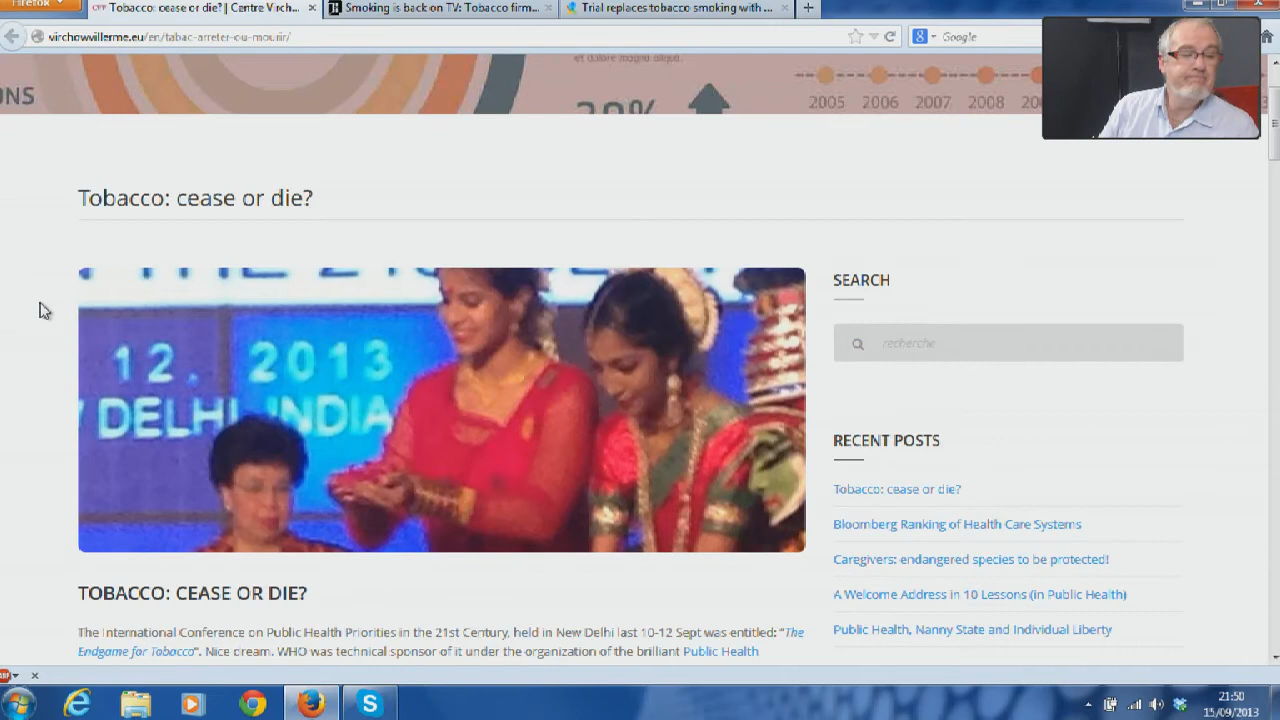 Firefox
Tobacco: cease or die? | Centre Virch...
Smoking is back on TV: Tobacco firm...
Trial replaces tobacco smoking with ...
virchowvillerme.eu/en/tabac-arreter-ou-mourir/
Google
et dolore magna aliqua.
ONS
38%
2005 2006 2007 2008
Tobacco: cease or die?
12. 2013
DELHI INDIA
SEARCH
recherche
RECENT POSTS
Tobacco: cease or die?
Bloomberg Ranking of Health Care Systems
Caregivers: endangered species to be protected!
A Welcome Address in 10 Lessons (in Public Health)
Public Health, Nanny State and Individual Liberty
TOBACCO: CEASE OR DIE?
The International Conference on Public Health Priorities in the 21st Century, held in New Delhi last 10-12 Sept was entitled: "The
Endgame for Tobacco". Nice dream. WHO was technical sponsor of it under the organization of the brilliant Public Health
21:50
15/09/2013